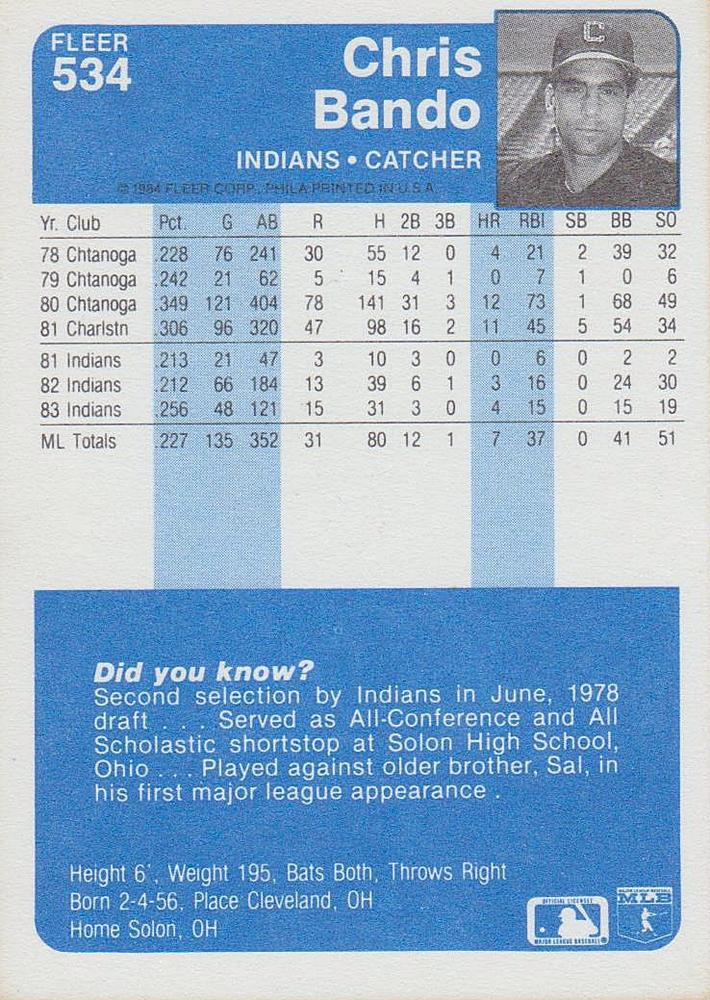 FLEER
534
Chris
Bando
INDIANS • CATCHER
© 1984 FLEER CORP., PHILA PRINTED IN U.S.A.
C
Yr. Club Pct. G AB R H 2B 3B HR RBI SB BB SO
78 Chtanoga .228 76 241 30 55 12 0 4 21 2 39 32
79 Chtanoga .242 21 62 5 15 4 1 0 7 1 0 6
80 Chtanoga .349 121 404 78 141 31 3 12 73 1 68 49
81 Charlstn .306 96 320 47 98 16 2 11 45 5 54 34
81 Indians .213 21 47 3 10 3 0 0 6 0 2 2
82 Indians .212 66 184 13 39 6 1 3 16 0 24 30
83 Indians .256 48 121 15 31 3 0 4 15 0 15 19
ML Totals .227 135 352 31 80 12 1 7 37 0 41 51
Did you know?
Second selection by Indians in June, 1978
draft . . . Served as All-Conference and All
Scholastic shortstop at Solon High School,
Ohio . . . Played against older brother, Sal, in
his first major league appearance .
Height 6', Weight 195, Bats Both, Throws Right
Born 2-4-56, Place Cleveland, OH
Home Solon, OH
OFFICIAL LICENSEE
MAJOR LEAGUE BASEBALL
MAJOR LEAGUE BASEBALL
MLB